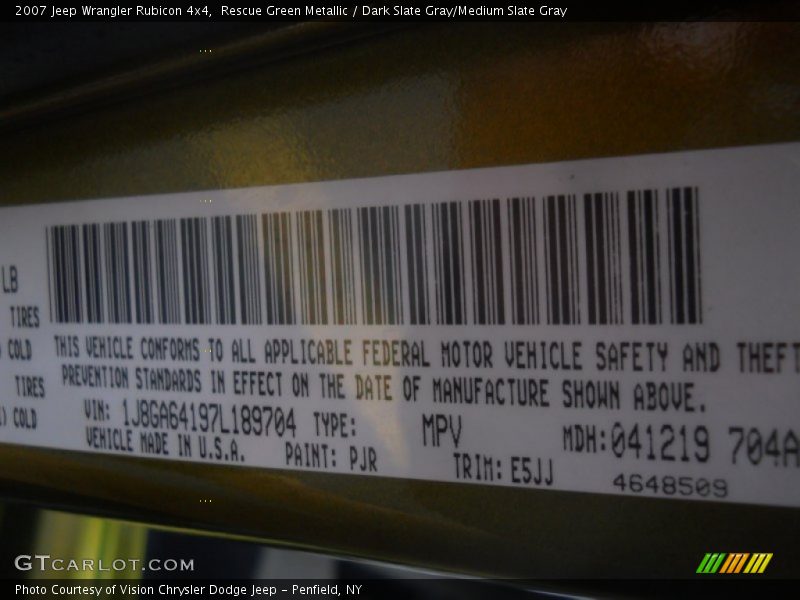 2007 Jeep Wrangler Rubicon 4x4,  Rescue Green Metallic / Dark Slate Gray/Medium Slate Gray
LB
TIRES
COLD
TIRES
COLD
THIS VEHICLE CONFORMS TO ALL APPLICABLE FEDERAL MOTOR VEHICLE SAFETY AND THEFT
PREVENTION STANDARDS IN EFFECT ON THE DATE OF MANUFACTURE SHOWN ABOVE.
VIN: 1J8GA64197L189704 TYPE: MPV MDH:041219 704A
VEHICLE MADE IN U.S.A. PAINT: PJR TRIM: E5JJ 4648509
GTCARLOT.COM
Photo Courtesy of Vision Chrysler Dodge Jeep – Penfield, NY